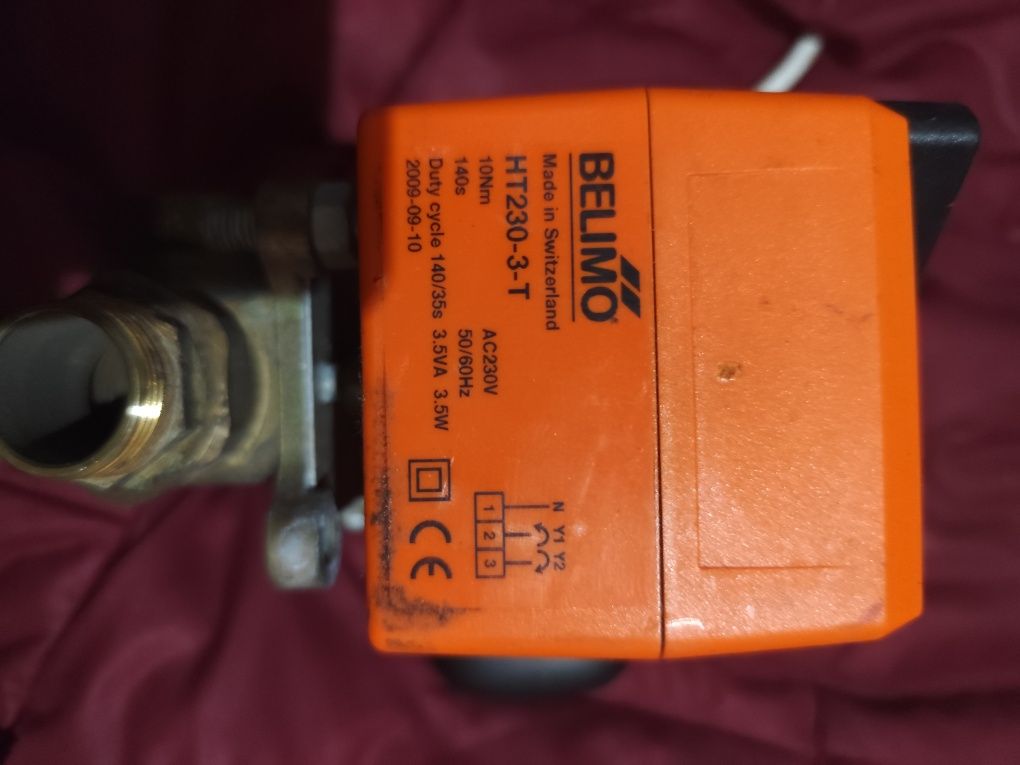 BELIMO®
Made in Switzerland
HT230-3-T
10Nm AC230V
140s 50/60Hz
Duty cycle 140/35s 3.5VA 3.5W
2009-09-10
N Y1 Y2
1 2 3
CE